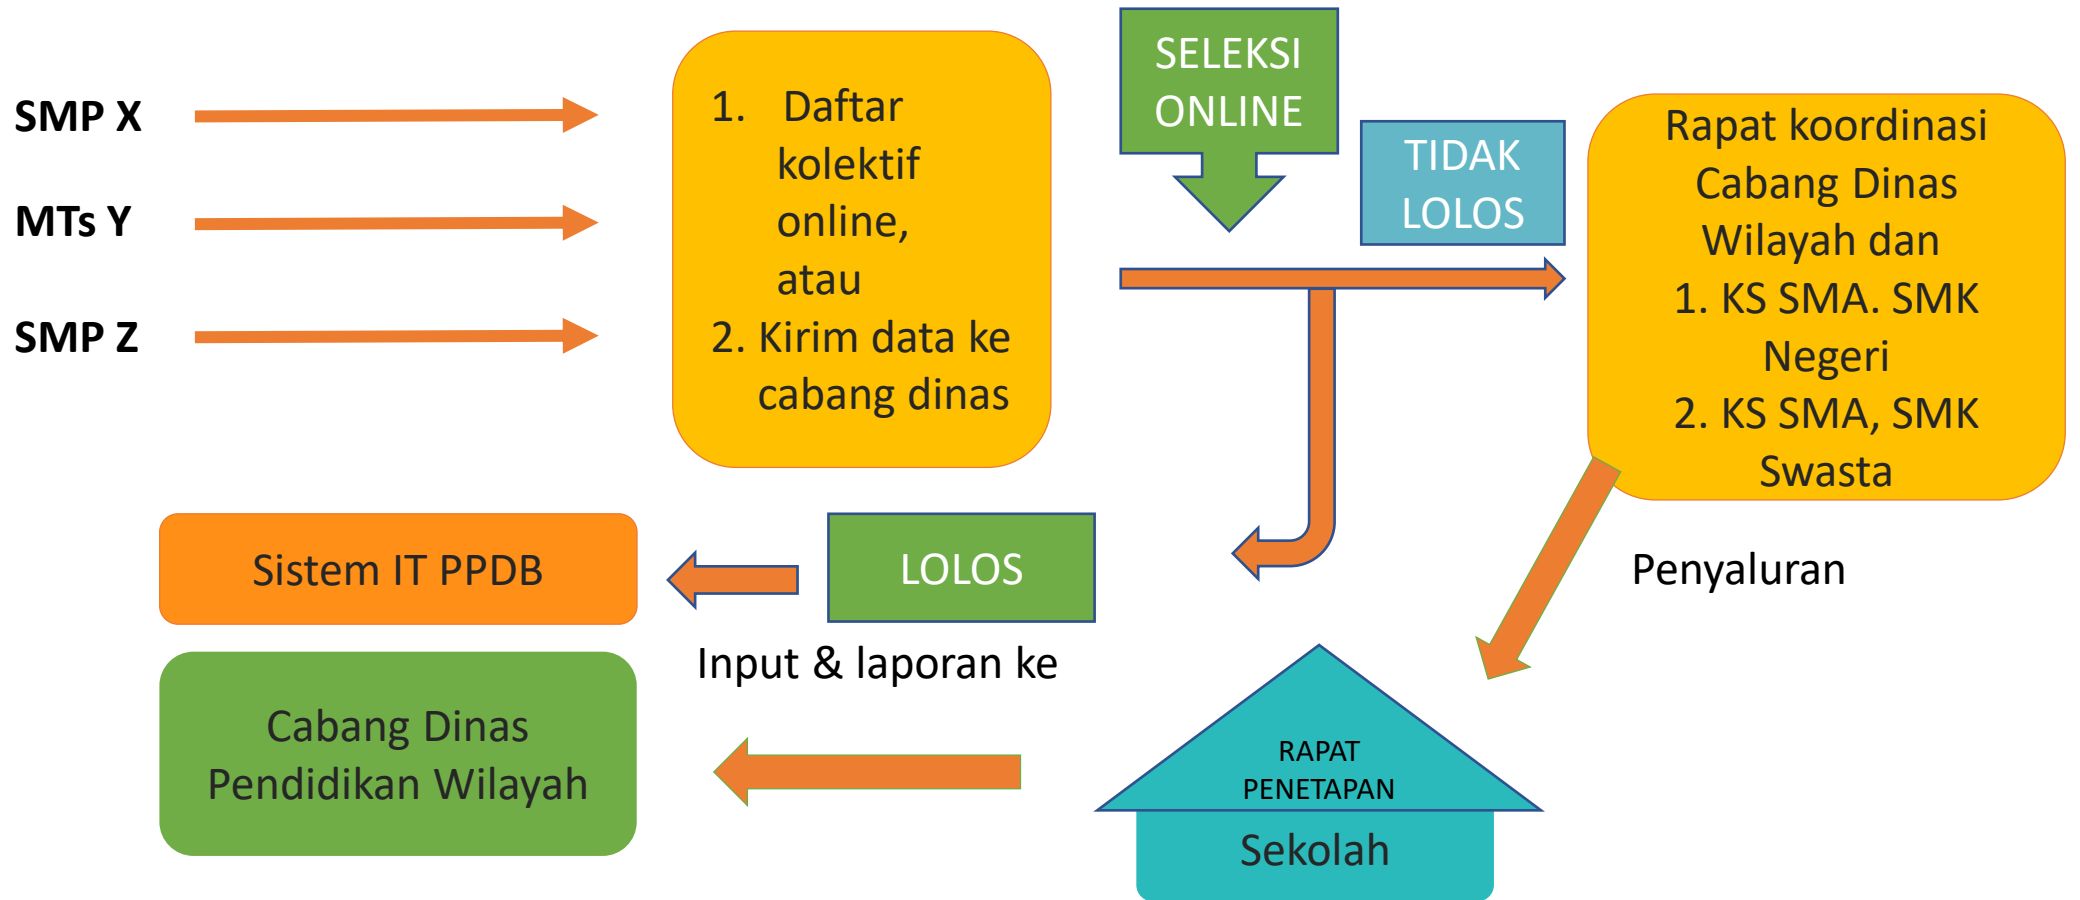 SMP X
MTs Y
SMP Z
1. Daftar
kolektif
online,
atau
2. Kirim data ke
cabang dinas
SELEKSI
ONLINE
TIDAK
LOLOS
Rapat koordinasi
Cabang Dinas
Wilayah dan
1. KS SMA. SMK
Negeri
2. KS SMA, SMK
Swasta
Penyaluran
LOLOS
Sistem IT PPDB
Input & laporan ke
Cabang Dinas
Pendidikan Wilayah
RAPAT
PENETAPAN
Sekolah